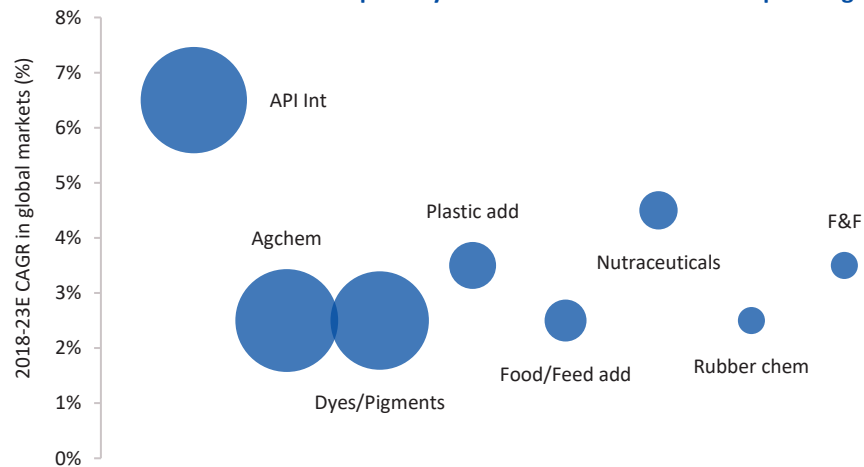 8%
7%
6%
5%
4%
3%
2%
1%
0%
2018-23E CAGR in global markets (%)
API Int
Agchem
Dyes/Pigments
Plastic add
Food/Feed add
Nutraceuticals
Rubber chem
F&F